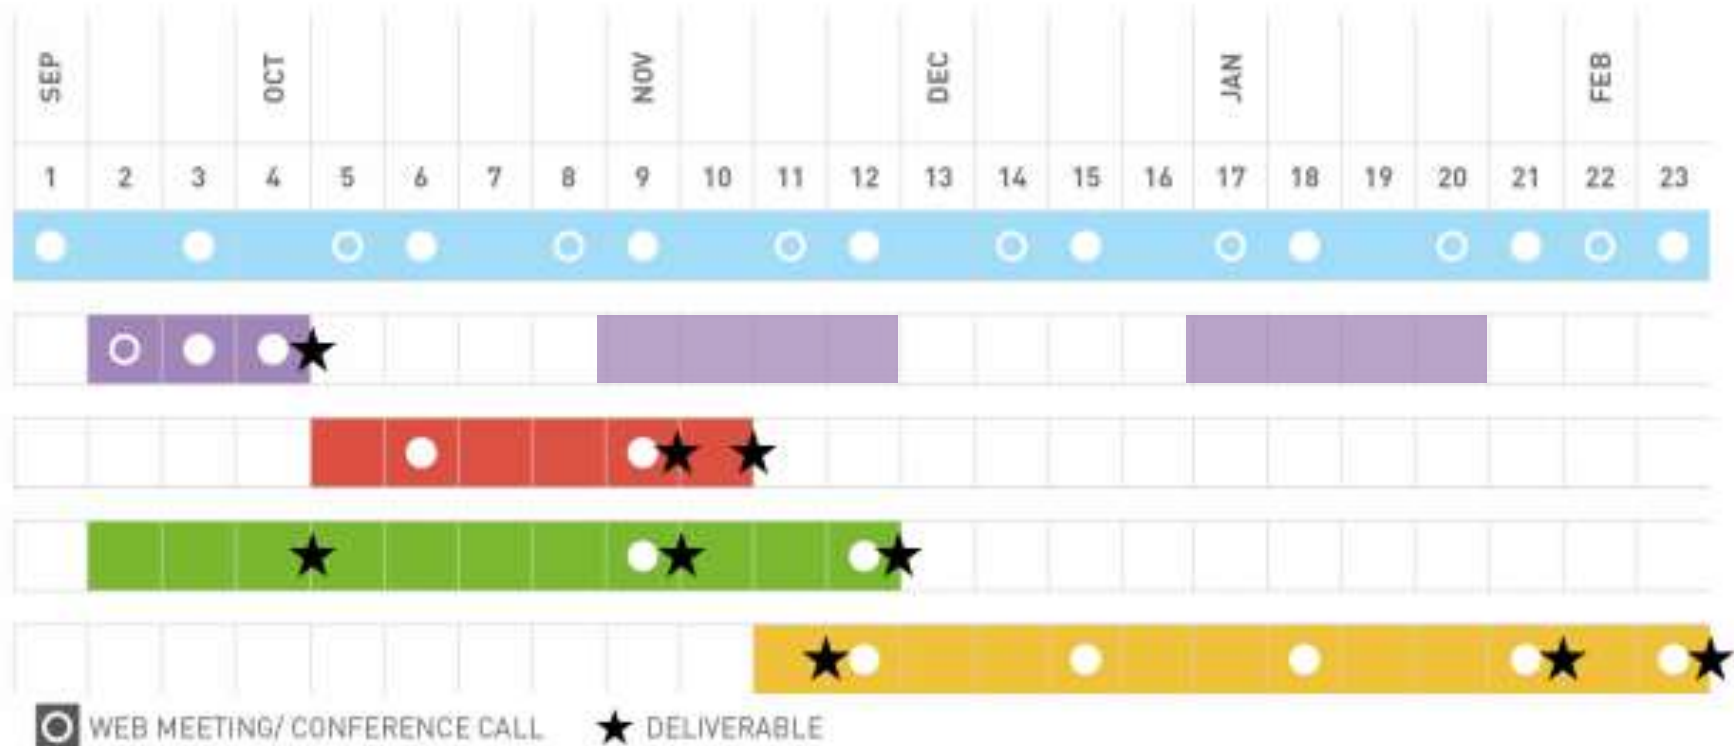 SEP OCT NOV DEC JAN FEB
1 2 3 4 5 6 7 8 9 10 11 12 13 14 15 16 17 18 19 20 21 22 23
WEB MEETING/ CONFERENCE CALL DELIVERABLE